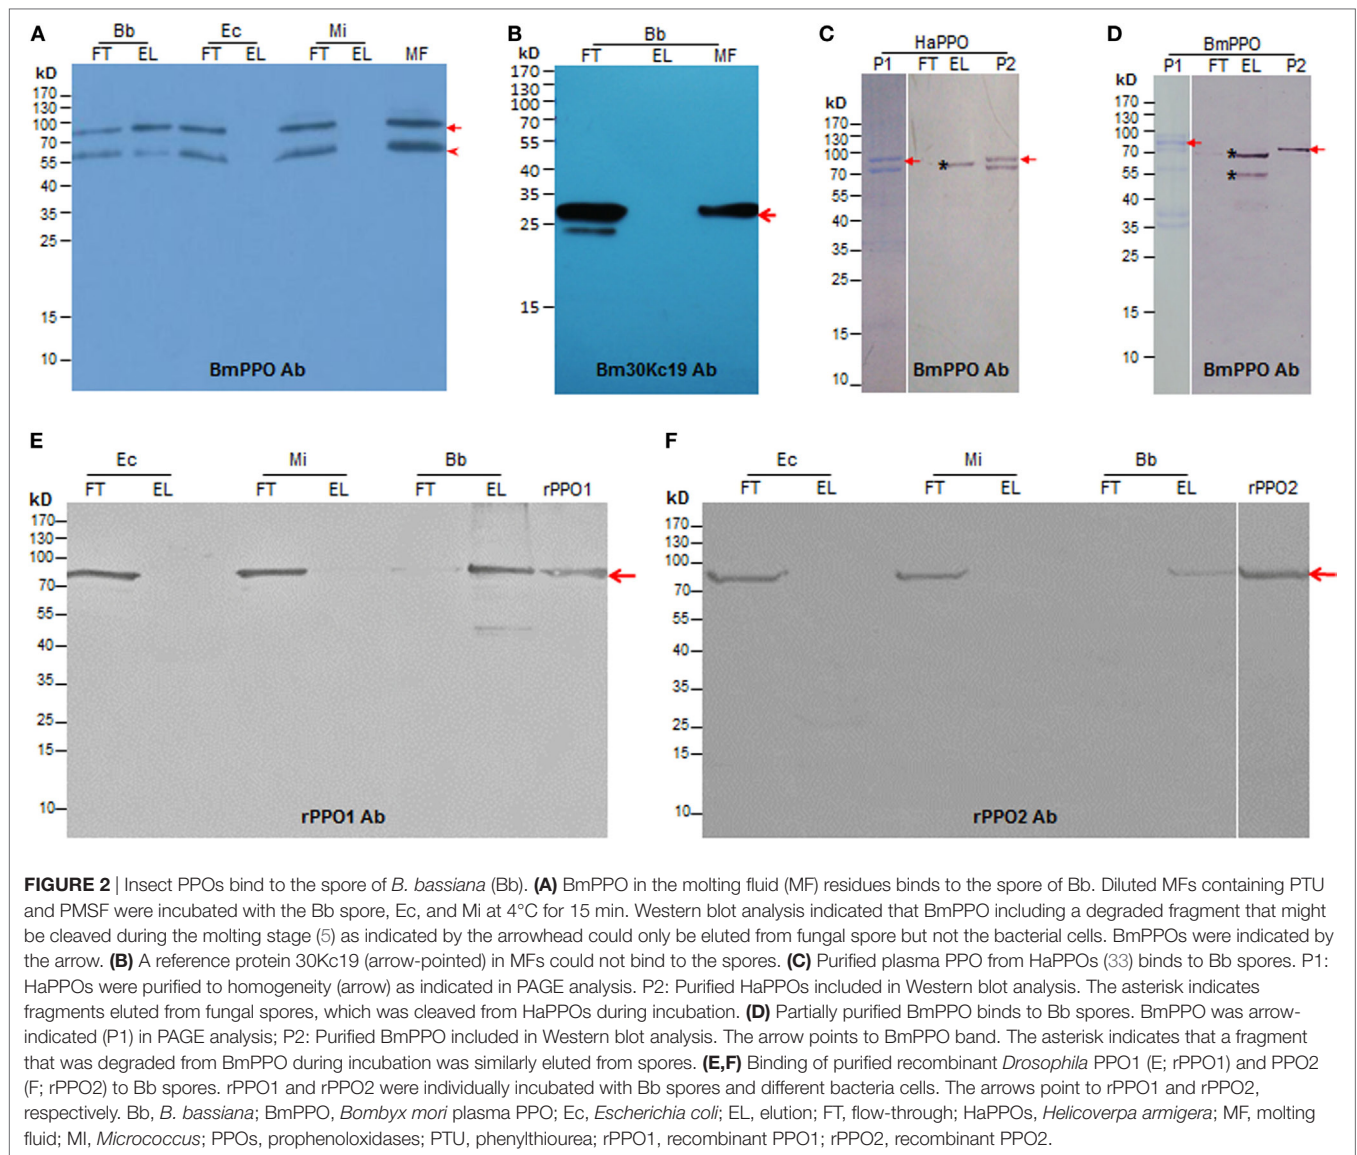 A
Bb Ec Mi
FT EL FT EL FT EL MF
kD
170
130
100
70
55
40
35
25
15
10
BmPPO Ab
B
Bb
kD FT EL MF
170
130
100
70
55
40
35
25
15
Bm30Kc19 Ab
C
HaPPO
P1 FT EL P2
kD
170
130
100
70
55
40
35
25
15
10
*
BmPPO Ab
D
BmPPO
P1 FT EL P2
kD
170
130
100
70
55
40
35
25
15
10
*
*
BmPPO Ab
E
Ec Mi Bb
FT EL FT EL FT EL rPPO1
kD
170
130
100
70
55
40
35
25
15
10
rPPO1 Ab
F
Ec Mi Bb
FT EL FT EL FT EL rPPO2
kD
170
130
100
70
55
40
35
25
15
10
rPPO2 Ab
FIGURE 2 | Insect PPOs bind to the spore of B. bassiana (Bb). (A) BmPPO in the molting fluid (MF) residues binds to the spore of Bb. Diluted MFs containing PTU
and PMSF were incubated with the Bb spore, Ec, and Mi at 4°C for 15 min. Western blot analysis indicated that BmPPO including a degraded fragment that might
be cleaved during the molting stage (5) as indicated by the arrowhead could only be eluted from fungal spore but not the bacterial cells. BmPPOs were indicated by
the arrow. (B) A reference protein 30Kc19 (arrow-pointed) in MFs could not bind to the spores. (C) Purified plasma PPO from HaPPOs (33) binds to Bb spores. P1:
HaPPOs were purified to homogeneity (arrow) as indicated in PAGE analysis. P2: Purified HaPPOs included in Western blot analysis. The asterisk indicates
fragments eluted from fungal spores, which was cleaved from HaPPOs during incubation. (D) Partially purified BmPPO binds to Bb spores. BmPPO was arrow-
indicated (P1) in PAGE analysis; P2: Purified BmPPO included in Western blot analysis. The arrow points to BmPPO band. The asterisk indicates that a fragment
that was degraded from BmPPO during incubation was similarly eluted from spores. (E,F) Binding of purified recombinant Drosophila PPO1 (E; rPPO1) and PPO2
(F; rPPO2) to Bb spores. rPPO1 and rPPO2 were individually incubated with Bb spores and different bacteria cells. The arrows point to rPPO1 and rPPO2,
respectively. Bb, B. bassiana; BmPPO, Bombyx mori plasma PPO; Ec, Escherichia coli; EL, elution; FT, flow-through; HaPPOs, Helicoverpa armigera; MF, molting
fluid; MI, Micrococcus; PPOs, prophenoloxidases; PTU, phenylthiourea; rPPO1, recombinant PPO1; rPPO2, recombinant PPO2.